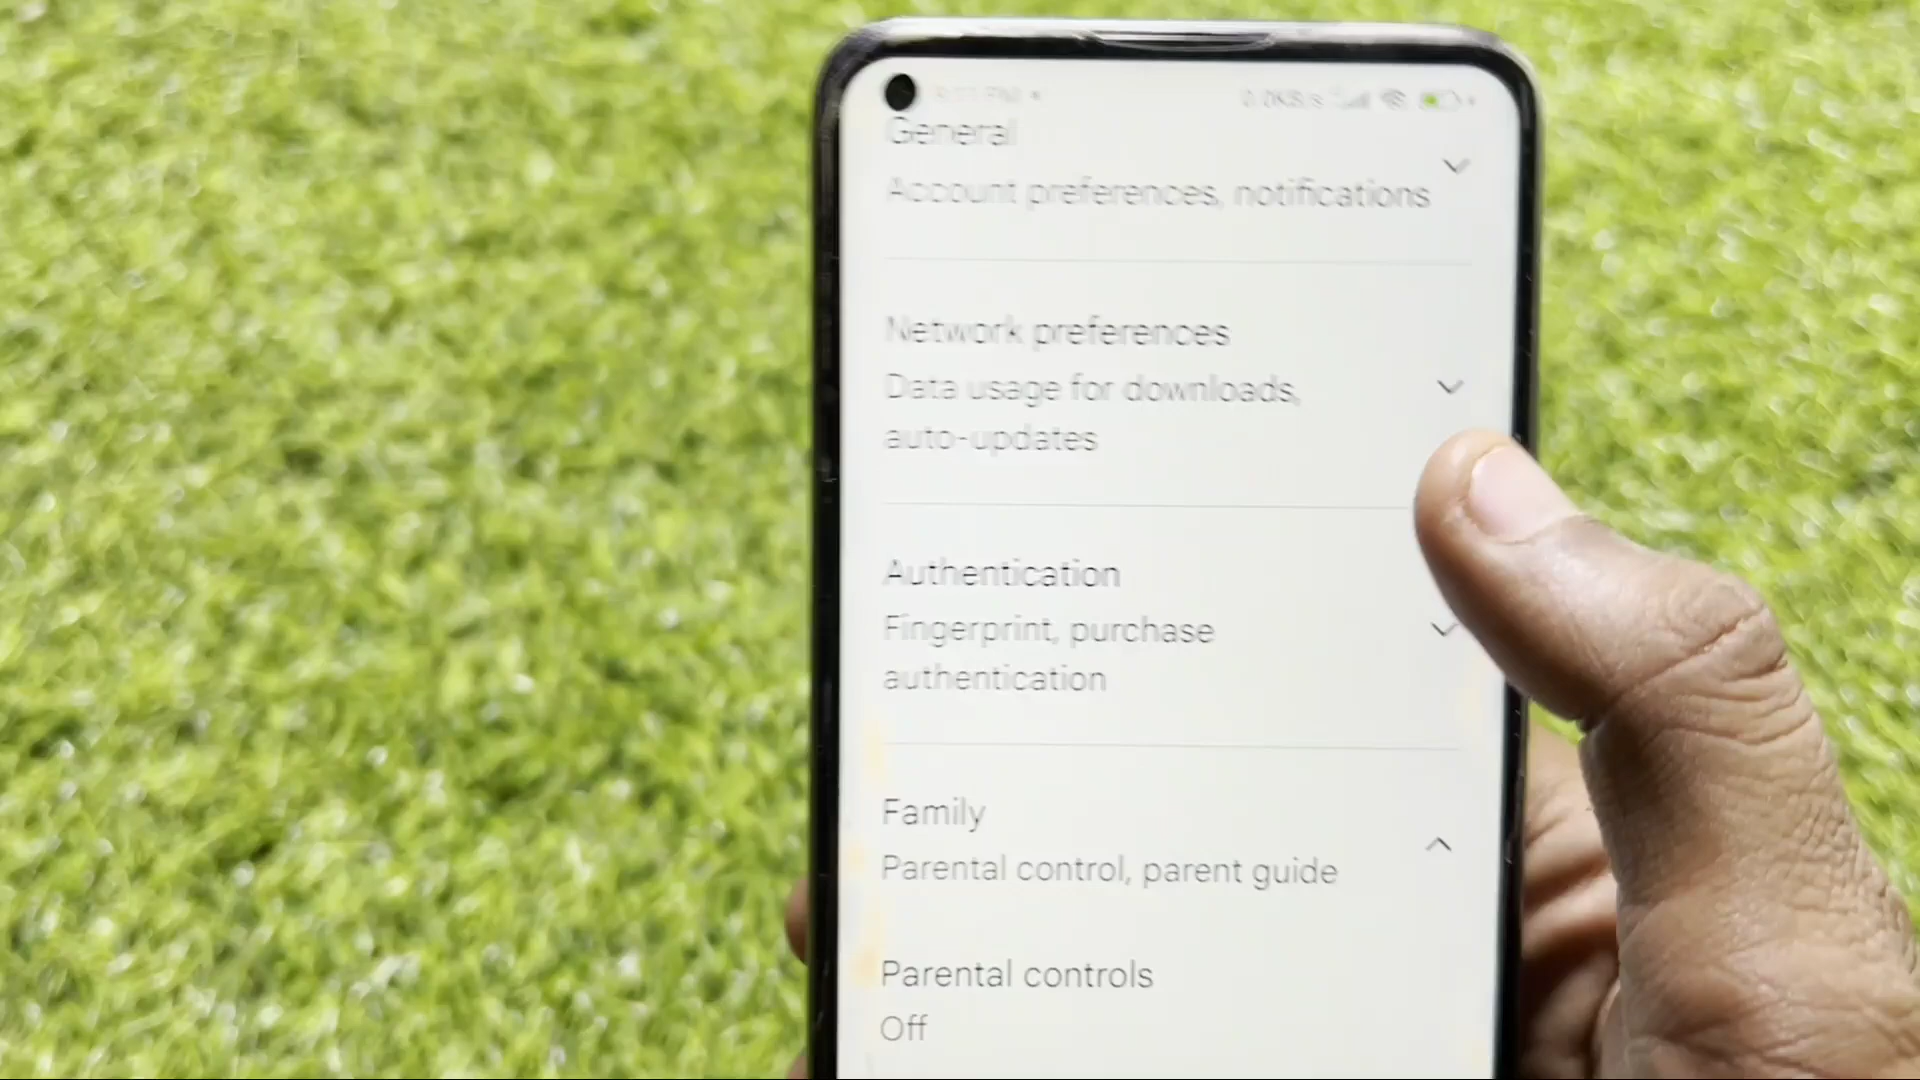 General
Account preferences, notifications
Network preferences
Data usage for downloads,
auto-updates
Authentication
Fingerprint, purchase
authentication
Family
Parental control, parent guide
Parental controls
Off